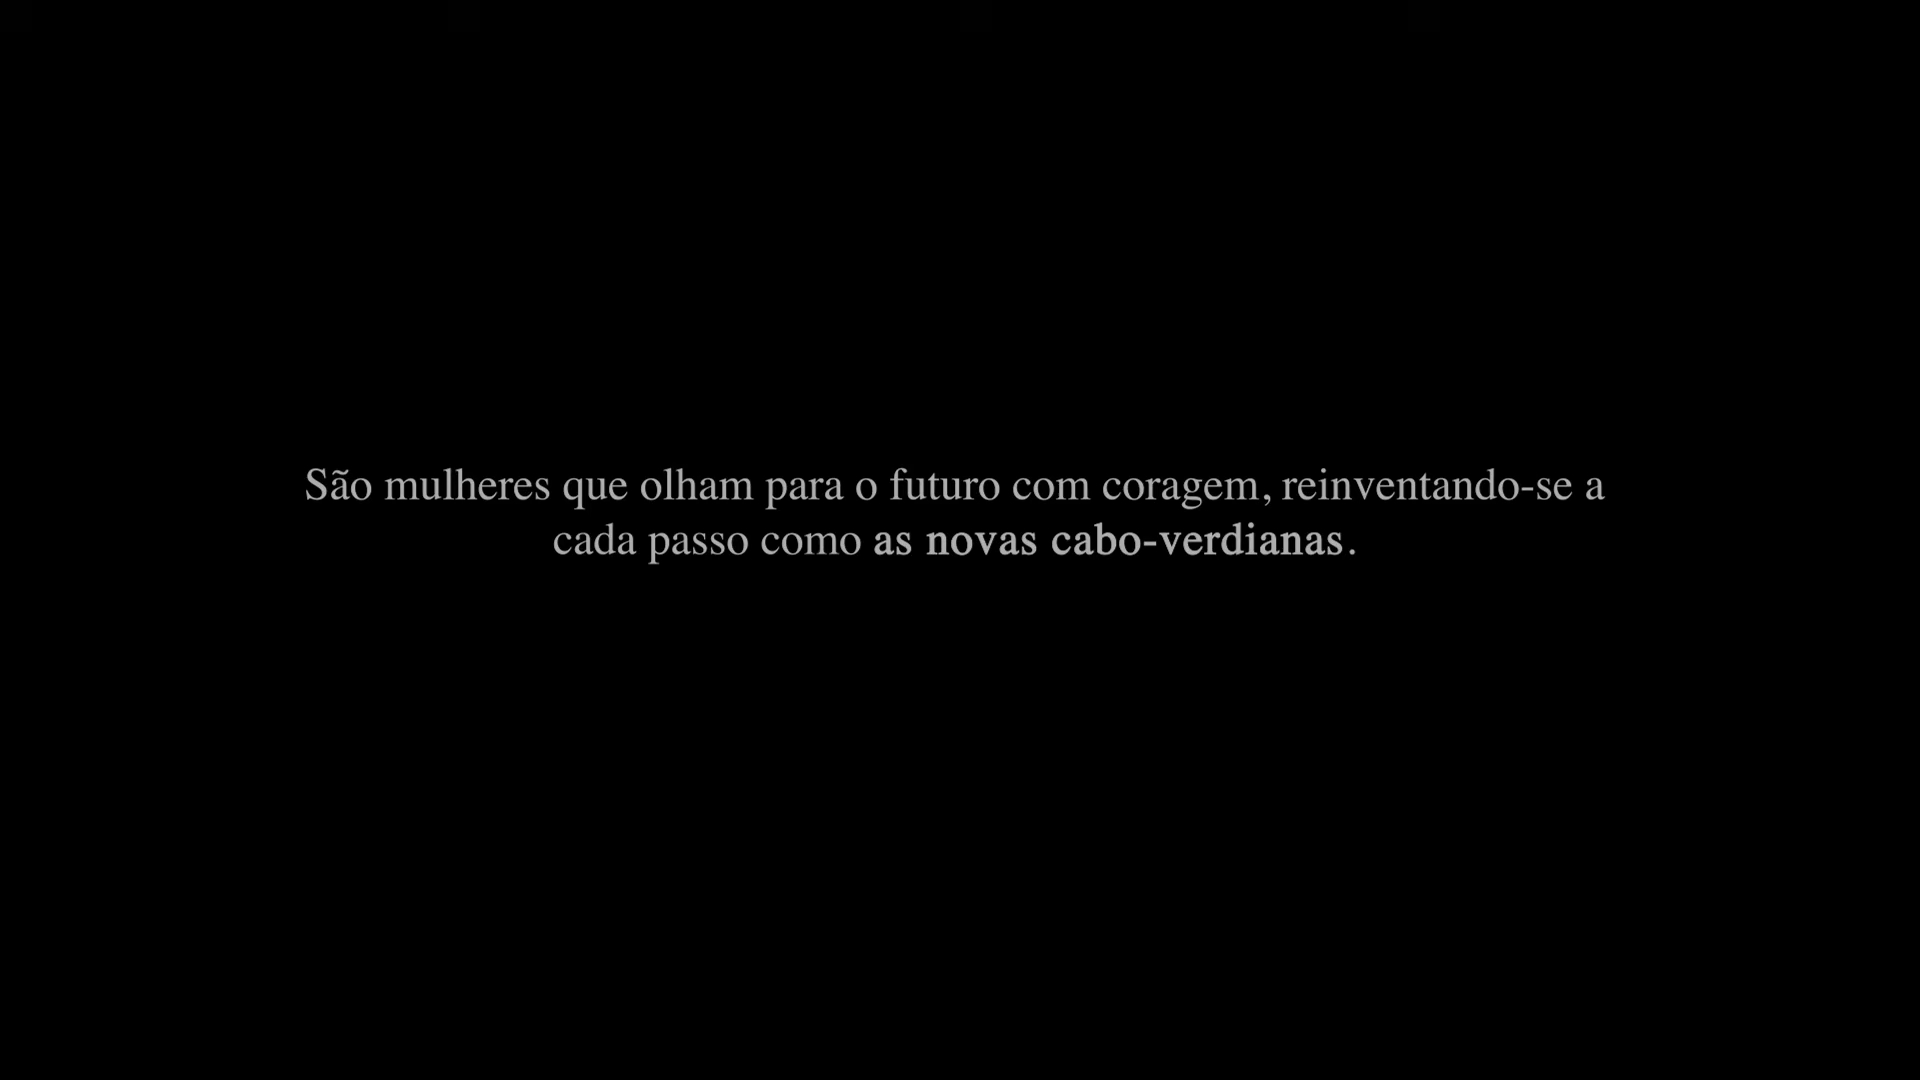 São mulheres que olham para o futuro com coragem, reinventando-se a
cada passo como as novas cabo-verdianas.